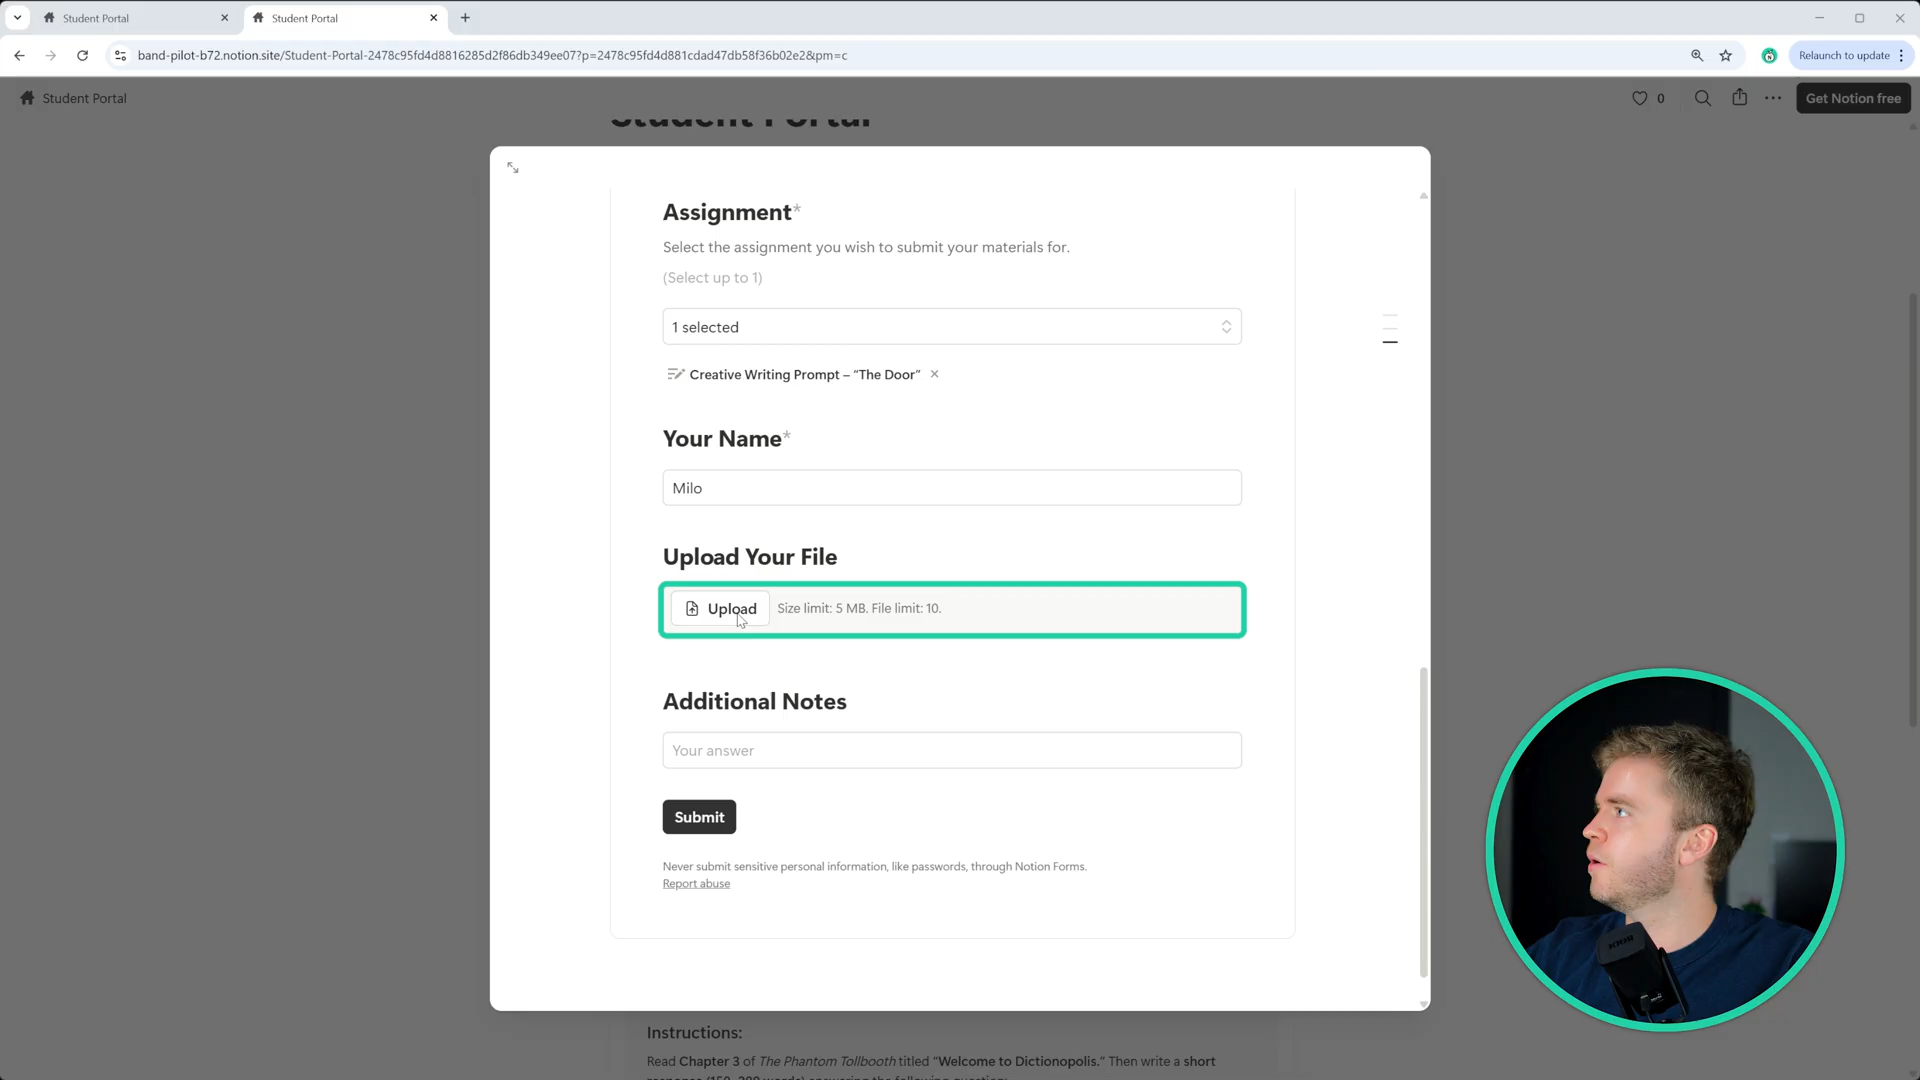 Student Portal
Student Portal
band-pilot-b72.notion.site/Student-Portal-2478c95fd4d8816285d2f86db349ee07?p=2478c95fd4d881cdad47db58f36b02e2&pm=c
Relaunch to update
Student Portal
0
Get Notion free
Student Portal
Assignment*
Select the assignment you wish to submit your materials for.
(Select up to 1)
1 selected
Creative Writing Prompt – “The Door”
Your Name*
Milo
Upload Your File
Upload Size limit: 5 MB. File limit: 10.
Additional Notes
Your answer
Submit
Never submit sensitive personal information, like passwords, through Notion Forms.
Report abuse
Instructions:
Read Chapter 3 of The Phantom Tollbooth titled “Welcome to Dictionopolis.” Then write a short